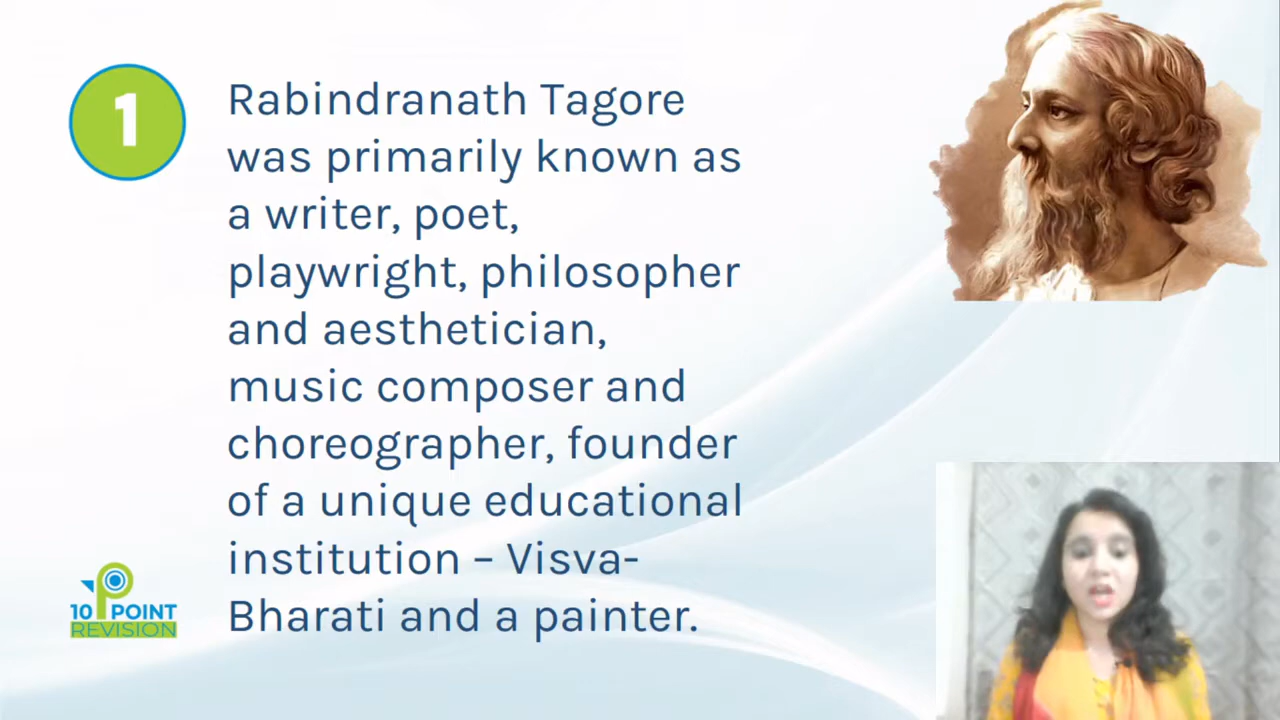 1
Rabindranath Tagore
was primarily known as
a writer, poet,
playwright, philosopher
and aesthetician,
music composer and
choreographer, founder
of a unique educational
institution – Visva-
Bharati and a painter.
10 POINT
REVISION